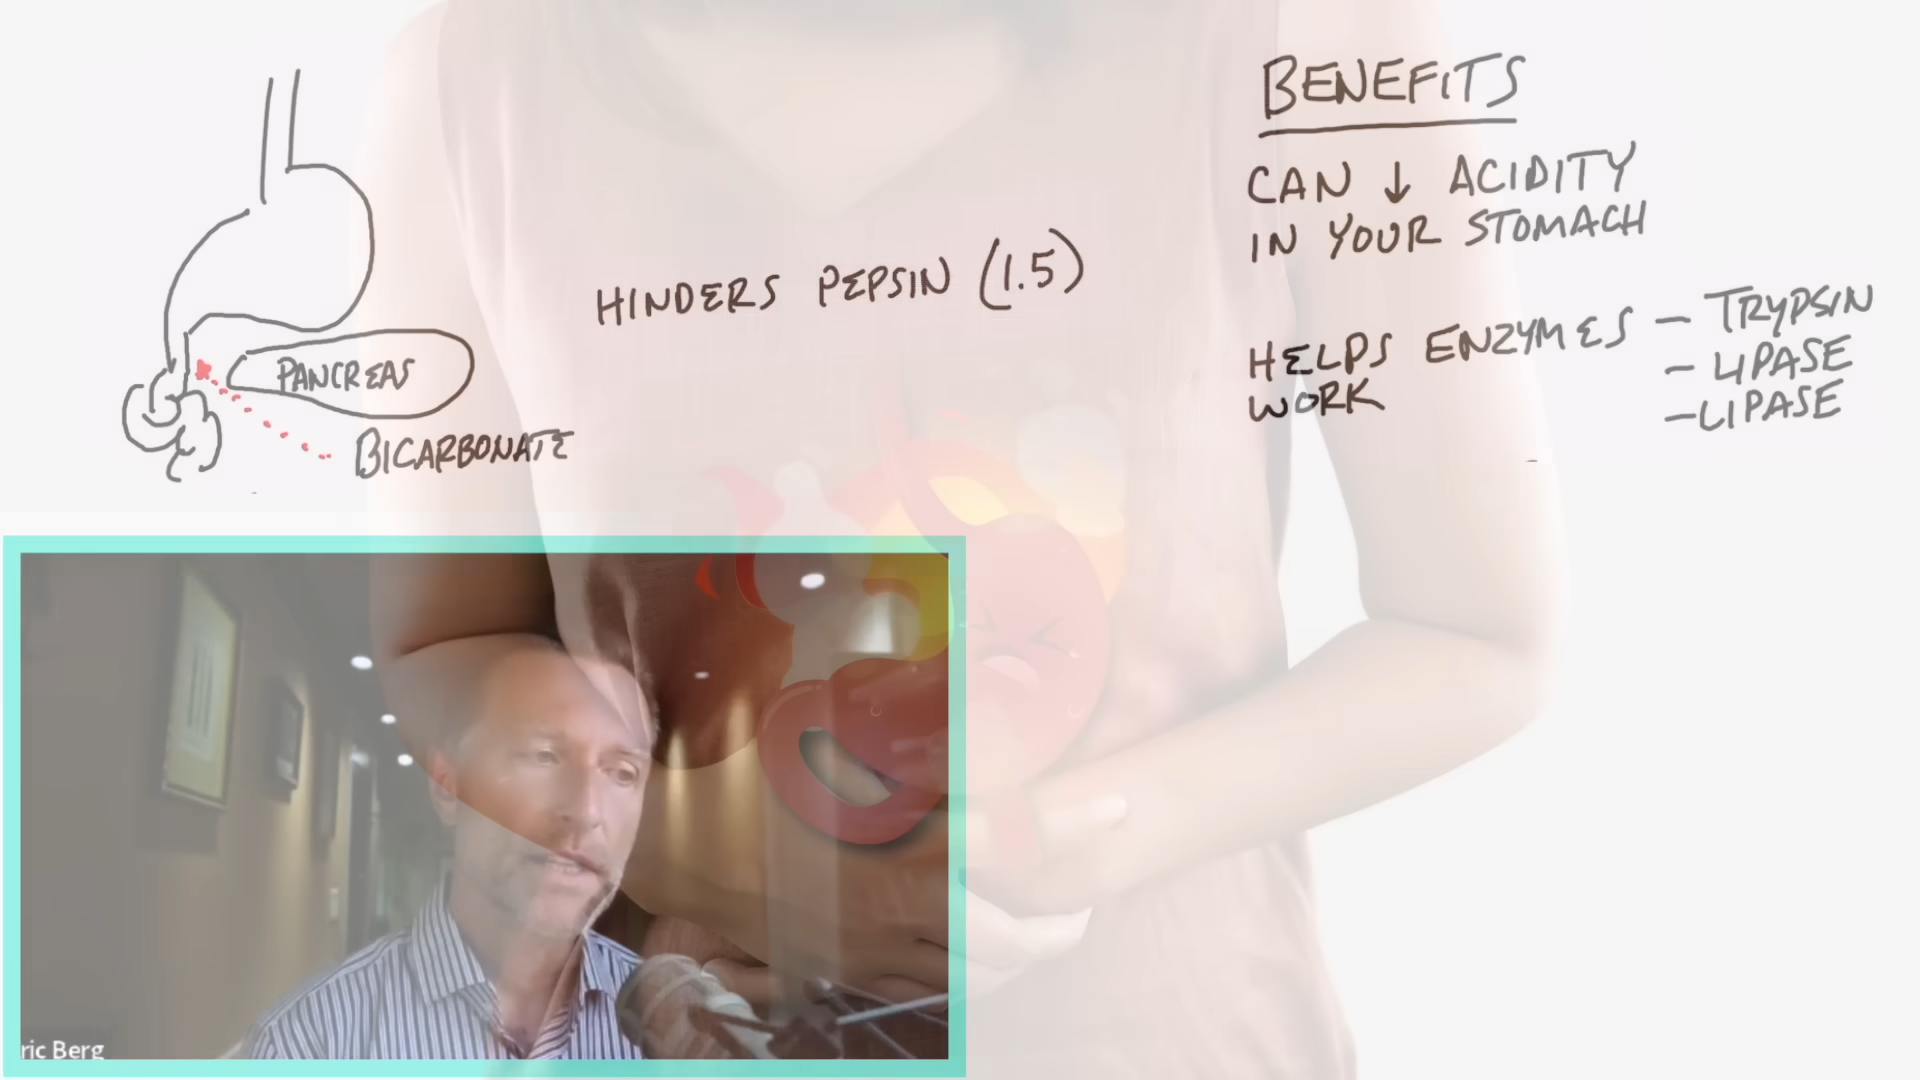 BENEFITS
CAN ↓ ACIDITY
IN YOUR STOMACH
HINDERS PEPSIN (1.5)
HELPS ENZYMES — TRYPSIN
WORK
— LIPASE
— LIPASE
PANCREAS
BICARBONATE
ric Berg